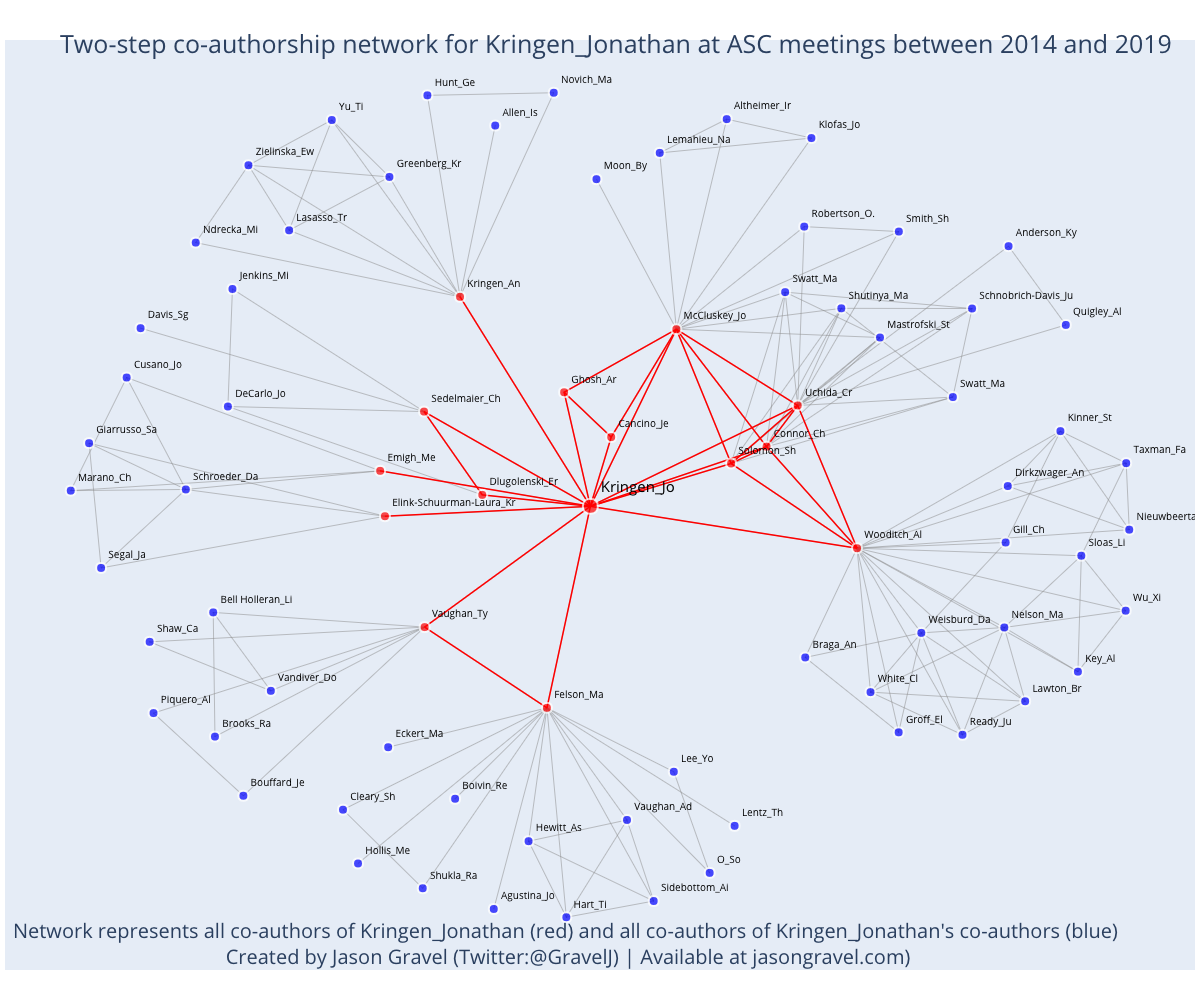 Two-step co-authorship network for Kringen_Jonathan at ASC meetings between 2014 and 2019
Hunt_Ge
Novich_Ma
Yu_Ti
Allen_Is
Altheimer_Ir
Klofas_Jo
Zielinska_Ew
Greenberg_Kr
Lemahieu_Na
Moon_By
Ndrecka_Mi
Lasasso_Tr
Robertson_O.
Smith_Sh
Anderson_Ky
Jenkins_Mi
Kringen_An
Swatt_Ma
Shutinya_Ma
Schnobrich-Davis_Ju
Davis_Sg
McCluskey_Jo
Mastrofski_St
Quigley_Al
Cusano_Jo
DeCarlo_Jo
Sedelmaier_Ch
Ghosh_Ar
Uchida_Cr
Swatt_Ma
Giarrusso_Sa
Cancino_Je
Connor_Ch
Solomon_Sh
Kinner_St
Taxman_Fa
Marano_Ch
Schroeder_Da
Emigh_Me
Dlugolenski_Er
Kringen_Jo
Dirkzwager_An
Elink-Schuurman-Laura_Kr
Nieuwbeerta
Segal_Ja
Wooditch_Al
Gill_Ch
Sloas_Li
Bell Holleran_Li
Vaughan_Ty
Wu_Xi
Shaw_Ca
Weisburd_Da
Nelson_Ma
Vandiver_Do
Braga_An
Key_Al
Piquero_Al
Felson_Ma
White_Cl
Lawton_Br
Brooks_Ra
Eckert_Ma
Groff_El
Ready_Ju
Bouffard_Je
Cleary_Sh
Boivin_Re
Lee_Yo
Vaughan_Ad
Lentz_Th
Hewitt_As
Hollis_Me
O_So
Shukla_Ra
Sidebottom_Ai
Agustina_Jo
Hart_Ti
Network represents all co-authors of Kringen_Jonathan (red) and all co-authors of Kringen_Jonathan's co-authors (blue)
Created by Jason Gravel (Twitter:@GravelJ) | Available at jasongravel.com)